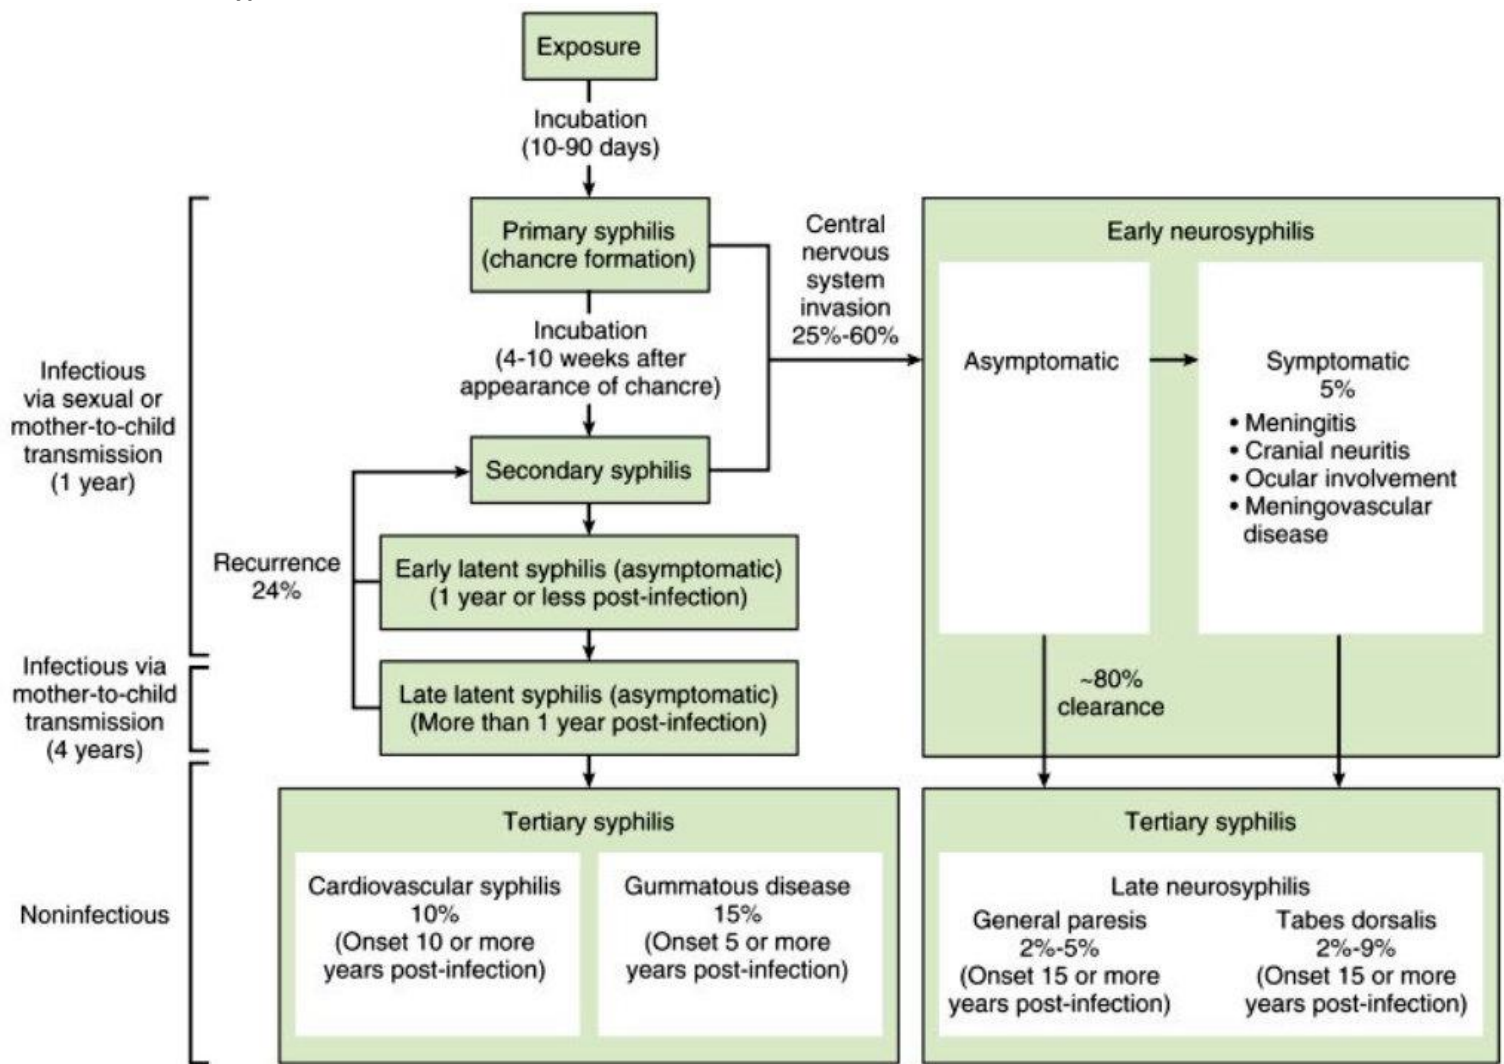 Exposure
Incubation
(10-90 days)
Primary syphilis
(chancre formation)
Incubation
(4-10 weeks after
appearance of chancre)
Secondary syphilis
Early latent syphilis (asymptomatic)
(1 year or less post-infection)
Late latent syphilis (asymptomatic)
(More than 1 year post-infection)
Recurrence
24%
Infectious
via sexual or
mother-to-child
transmission
(1 year)
Infectious via
mother-to-child
transmission
(4 years)
Noninfectious
Central
nervous
system
invasion
25%-60%
Early neurosyphilis
Asymptomatic
Symptomatic
5%
• Meningitis
• Cranial neuritis
• Ocular involvement
• Meningovascular
disease
~80%
clearance
Tertiary syphilis
Cardiovascular syphilis
10%
(Onset 10 or more
years post-infection)
Gummatous disease
15%
(Onset 5 or more
years post-infection)
Tertiary syphilis
Late neurosyphilis
General paresis
2%-5%
(Onset 15 or more
years post-infection)
Tabes dorsalis
2%-9%
(Onset 15 or more
years post-infection)